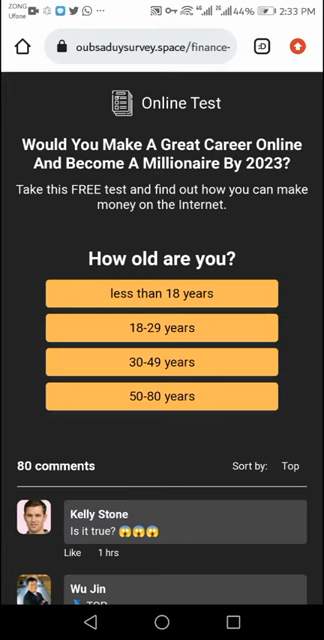 ZONG
Ufone
44% 2:33 PM
oubsaduysurvey.space/finance-
:D
Online Test
Would You Make A Great Career Online
And Become A Millionaire By 2023?
Take this FREE test and find out how you can make
money on the Internet.
How old are you?
less than 18 years
18-29 years
30-49 years
50-80 years
80 comments
Sort by: Top
Kelly Stone
Is it true? 😱😱😱
Like 1 hrs
Wu Jin
TOP